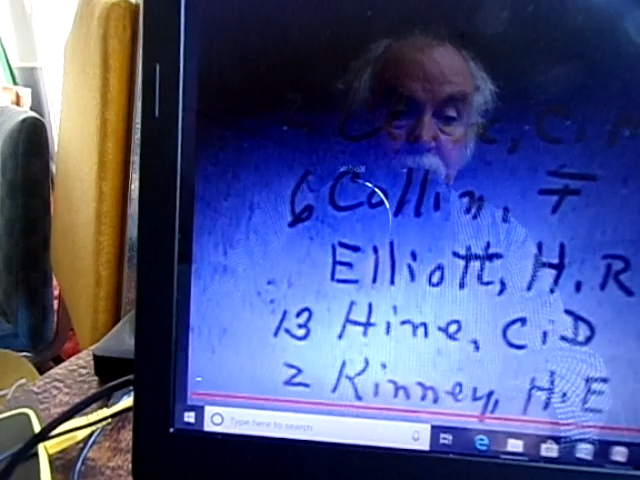 6 Collin, F
Elliott, H.R
13 Hine, C.D
2 Kinney, H.E
Type here to search